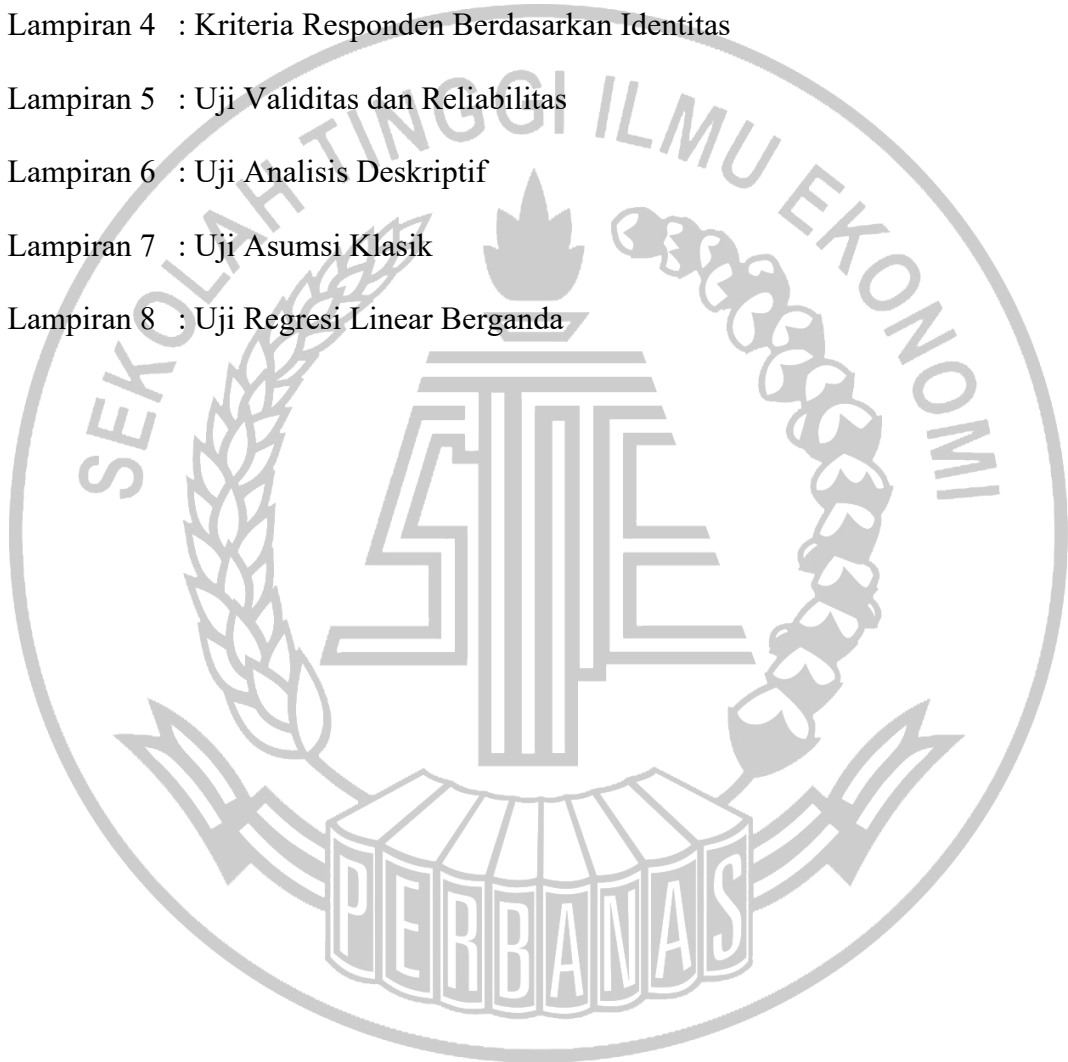 Lampiran 4 : Kriteria Responden Berdasarkan Identitas
Lampiran 5 : Uji Validitas dan Reliabilitas
Lampiran 6 : Uji Analisis Deskriptif
Lampiran 7 : Uji Asumsi Klasik
Lampiran 8 : Uji Regresi Linear Berganda
SEKOLAH TINGGI ILMU EKONOMI
STIE
PERBANAS